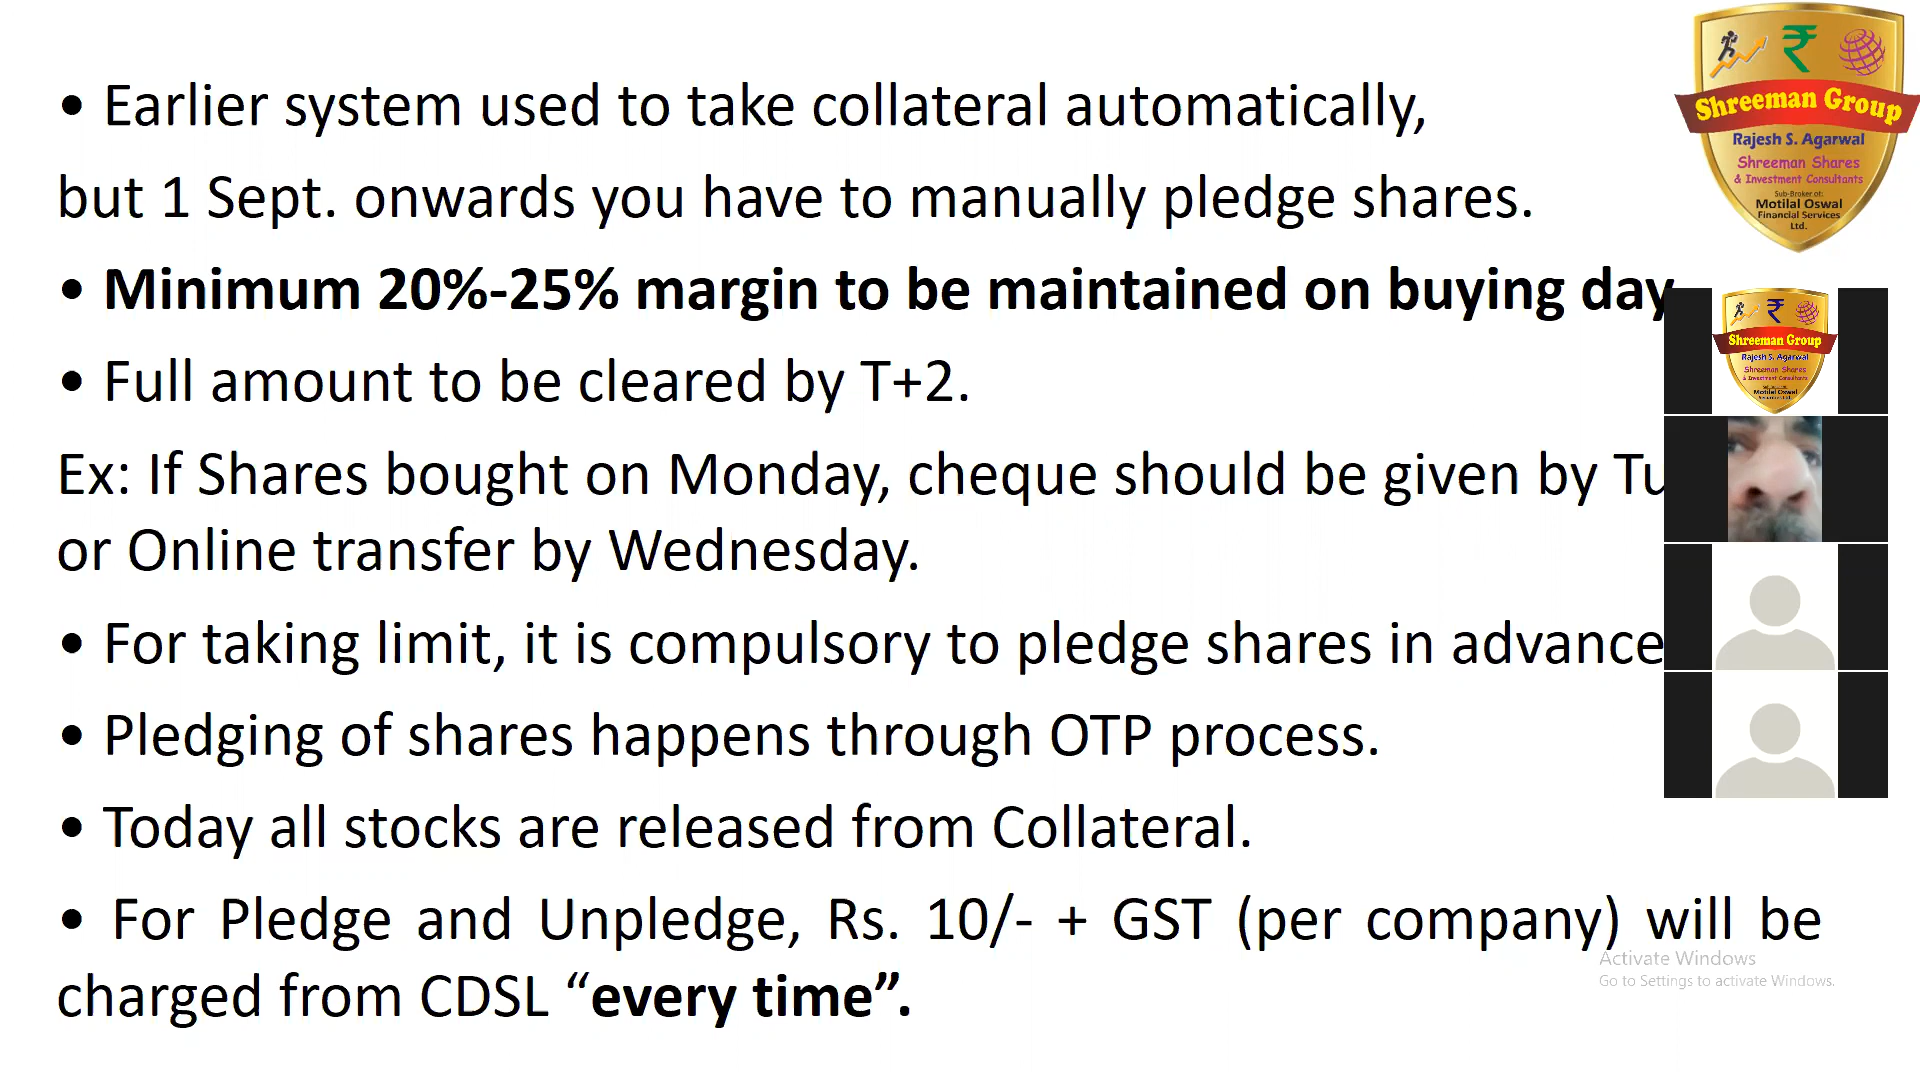 • Earlier system used to take collateral automatically,
but 1 Sept. onwards you have to manually pledge shares.
• Minimum 20%-25% margin to be maintained on buying day
• Full amount to be cleared by T+2.
Ex: If Shares bought on Monday, cheque should be given by Tu
or Online transfer by Wednesday.
• For taking limit, it is compulsory to pledge shares in advance
• Pledging of shares happens through OTP process.
• Today all stocks are released from Collateral.
• For Pledge and Unpledge, Rs. 10/- + GST (per company) will be
charged from CDSL “every time”.
₹
Shreeman Group
Rajesh S. Agarwal
Shreeman Shares
& Investment Consultants
Sub-Broker of:
Motilal Oswal
Financial Services
Ltd.
₹
Shreeman Group
Rajesh S. Agarwal
Shreeman Shares
& Investment Consultants
Motilal Oswal
Activate Windows
Go to Settings to activate Windows.